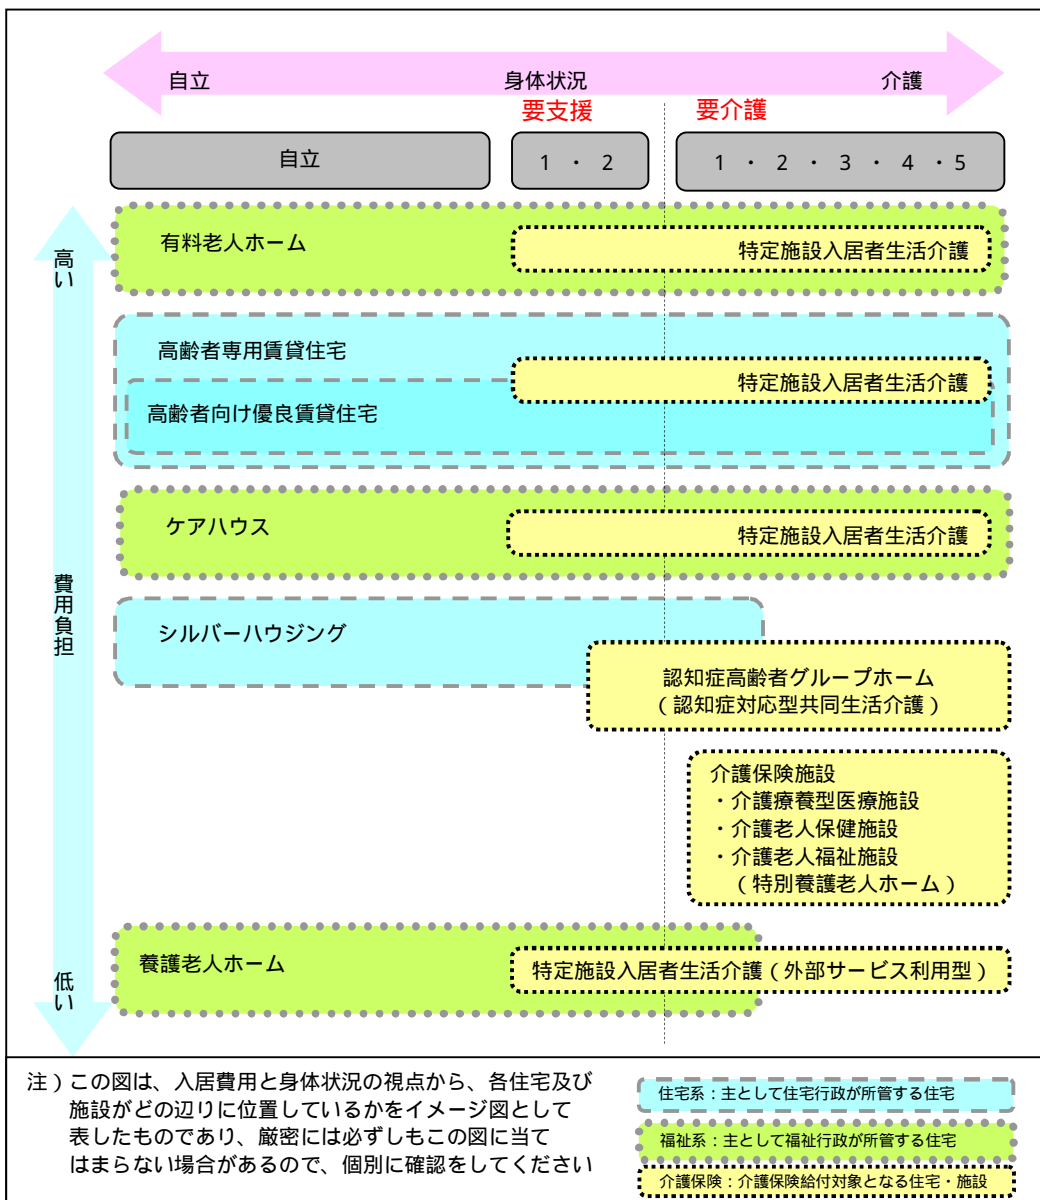 自立 身体状況 介護
要支援 要介護
自立 1 ・ 2 1 ・ 2 ・ 3 ・ 4 ・ 5
高い
有料老人ホーム
特定施設入居者生活介護
高齢者専用賃貸住宅
特定施設入居者生活介護
高齢者向け優良賃貸住宅
ケアハウス
特定施設入居者生活介護
費用負担
シルバーハウジング
認知症高齢者グループホーム
(認知症対応型共同生活介護)
介護保険施設
・介護療養型医療施設
・介護老人保健施設
・介護老人福祉施設
(特別養護老人ホーム)
養護老人ホーム
特定施設入居者生活介護(外部サービス利用型)
低い
注)この図は、入居費用と身体状況の視点から、各住宅及び
施設がどの辺りに位置しているかをイメージ図として
表したものであり、厳密には必ずしもこの図に当て
はまらない場合があるので、個別に確認をしてください
住宅系:主として住宅行政が所管する住宅
福祉系:主として福祉行政が所管する住宅
介護保険:介護保険給付対象となる住宅・施設